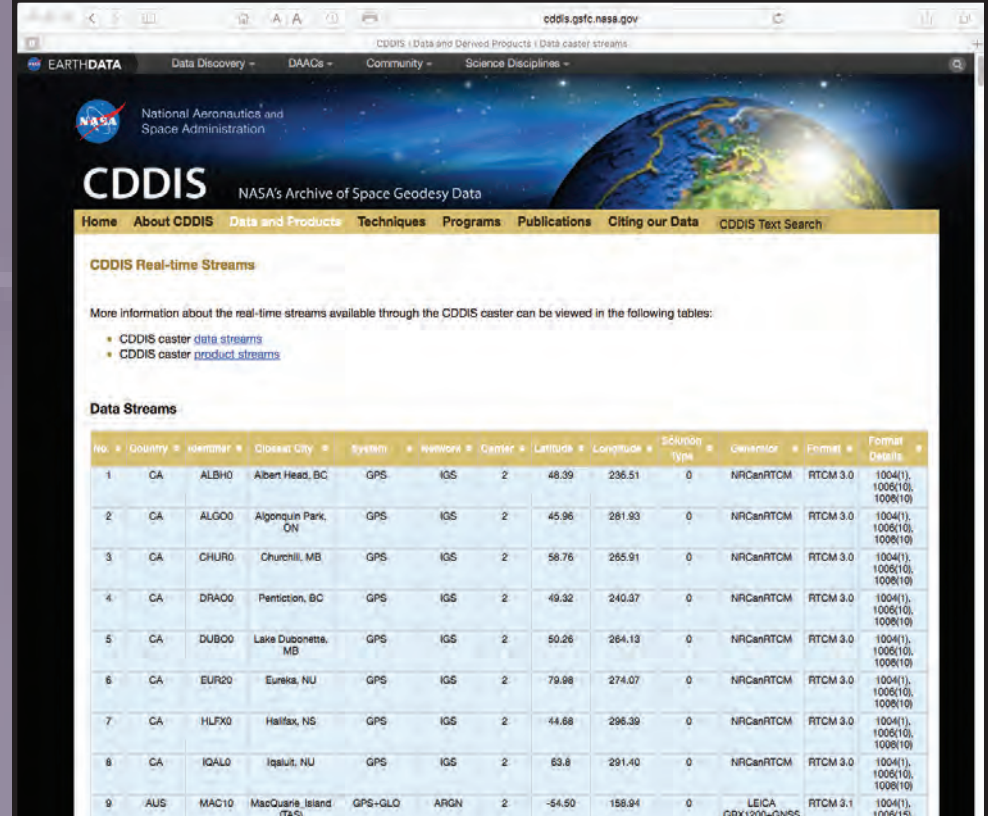 A A cddis.gsfc.nasa.gov
CDDIS | Data and Derived Products | Data caster streams
EARTHDATA Data Discovery DAACs Community Science Disciplines
NASA
National Aeronautics and
Space Administration
CDDIS NASA's Archive of Space Geodesy Data
Home About CDDIS Data and Products Techniques Programs Publications Citing our Data CDDIS Text Search
CDDIS Real-time Streams
More information about the real-time streams available through the CDDIS caster can be viewed in the following tables:
CDDIS caster data streams
CDDIS caster product streams
Data Streams
No. Country Identifier Closest City System Network Center Latitude Longitude Solution Type Generator Format Format Details
1 CA ALBH0 Albert Head, BC GPS IGS 2 48.39 236.51 0 NRCanRTCM RTCM 3.0 1004(1),
1006(10),
1008(10)
2 CA ALGO0 Algonquin Park, GPS IGS 2 45.96 281.93 0 NRCanRTCM RTCM 3.0 1004(1),
ON 1006(10),
1008(10)
3 CA CHUR0 Churchill, MB GPS IGS 2 58.76 265.91 0 NRCanRTCM RTCM 3.0 1004(1),
1006(10),
1008(10)
4 CA DRAO0 Pentiction, BC GPS IGS 2 49.32 240.37 0 NRCanRTCM RTCM 3.0 1004(1),
1006(10),
1008(10)
5 CA DUBO0 Lake Dubonette, GPS IGS 2 50.26 264.13 0 NRCanRTCM RTCM 3.0 1004(1),
MB 1006(10),
1008(10)
6 CA EUR20 Eureka, NU GPS IGS 2 79.98 274.07 0 NRCanRTCM RTCM 3.0 1004(1),
1006(10),
1008(10)
7 CA HLFX0 Halifax, NS GPS IGS 2 44.68 296.39 0 NRCanRTCM RTCM 3.0 1004(1),
1006(10),
1008(10)
8 CA IQAL0 Iqaluit, NU GPS IGS 2 63.8 291.40 0 NRCanRTCM RTCM 3.0 1004(1),
1006(10),
1008(10)
9 AUS MAC10 MacQuarie_Island GPS+GLO ARGN 2 -54.50 158.94 0 LEICA RTCM 3.1 1004(1),
(TAS) GRX1200+GNSS 1006(15)